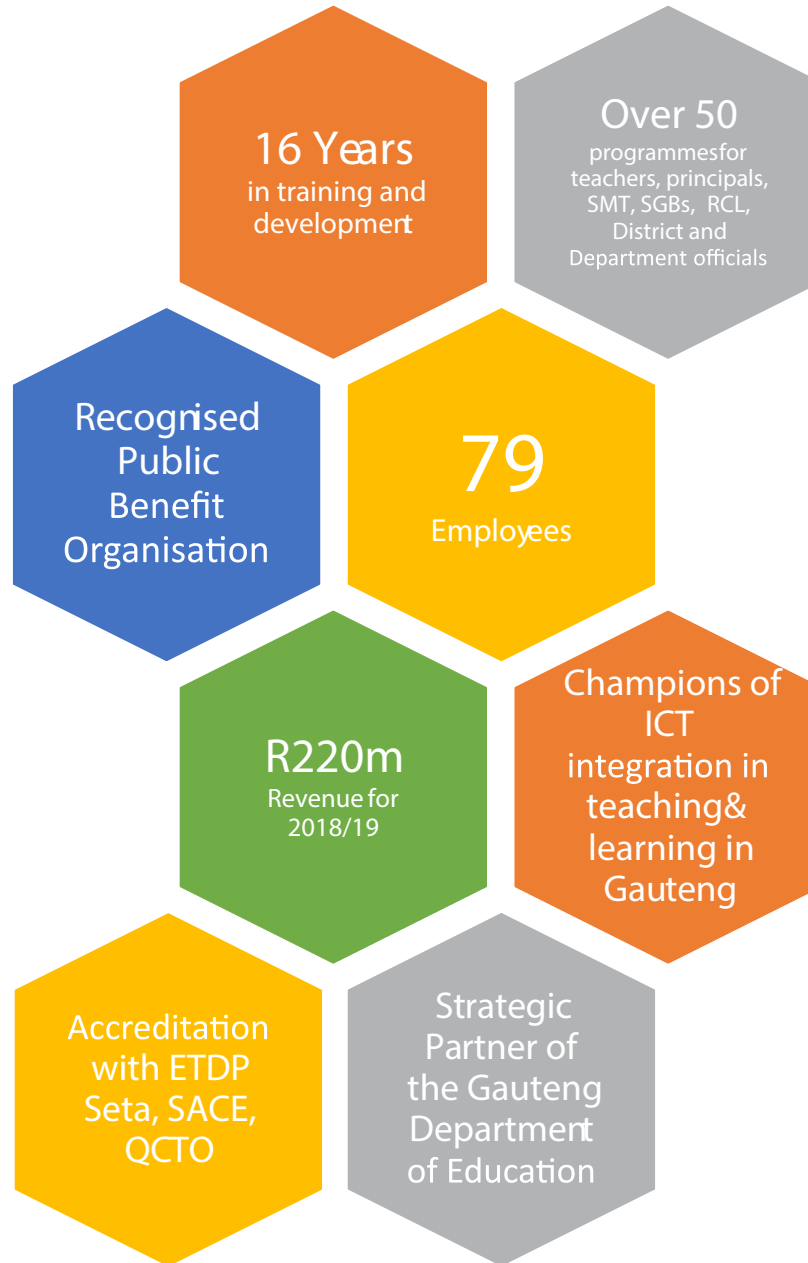 16 Years
in training and
development
Over 50
programmesfor
teachers, principals,
SMT, SGBs, RCL,
District and
Department officials
Recognised
Public
Benefit
Organisation
79
Employees
R220m
Revenue for
2018/19
Champions of
ICT
integration in
teaching&
learning in
Gauteng
Accreditation
with ETDP
Seta, SACE,
QCTO
Strategic
Partner of
the Gauteng
Department
of Education